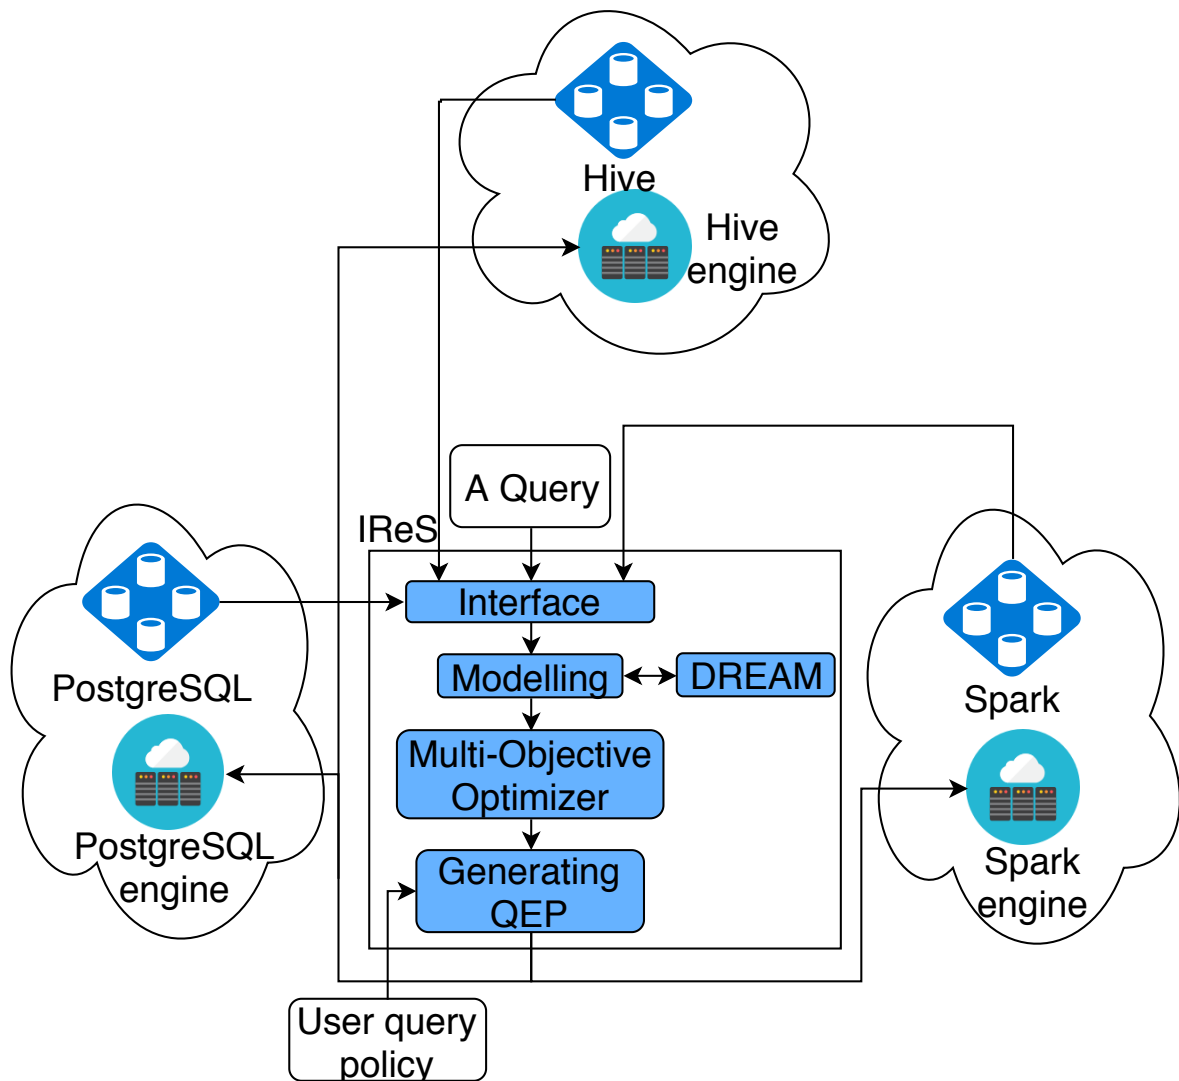 Hive
Hive
engine
A Query
IReS
Interface
PostgreSQL
Modelling
DREAM
Spark
Multi-Objective
Optimizer
PostgreSQL
engine
Generating
QEP
Spark
engine
User query
policy